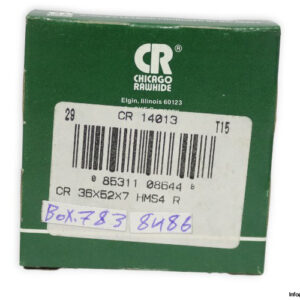 CR®
CHICAGO
RAWHIDE
Elgin, Illinois 60123
29 CR 14013 T15
0 85311 08644 6
CR 36X52X7 HMS4 R
BOX.783 8486